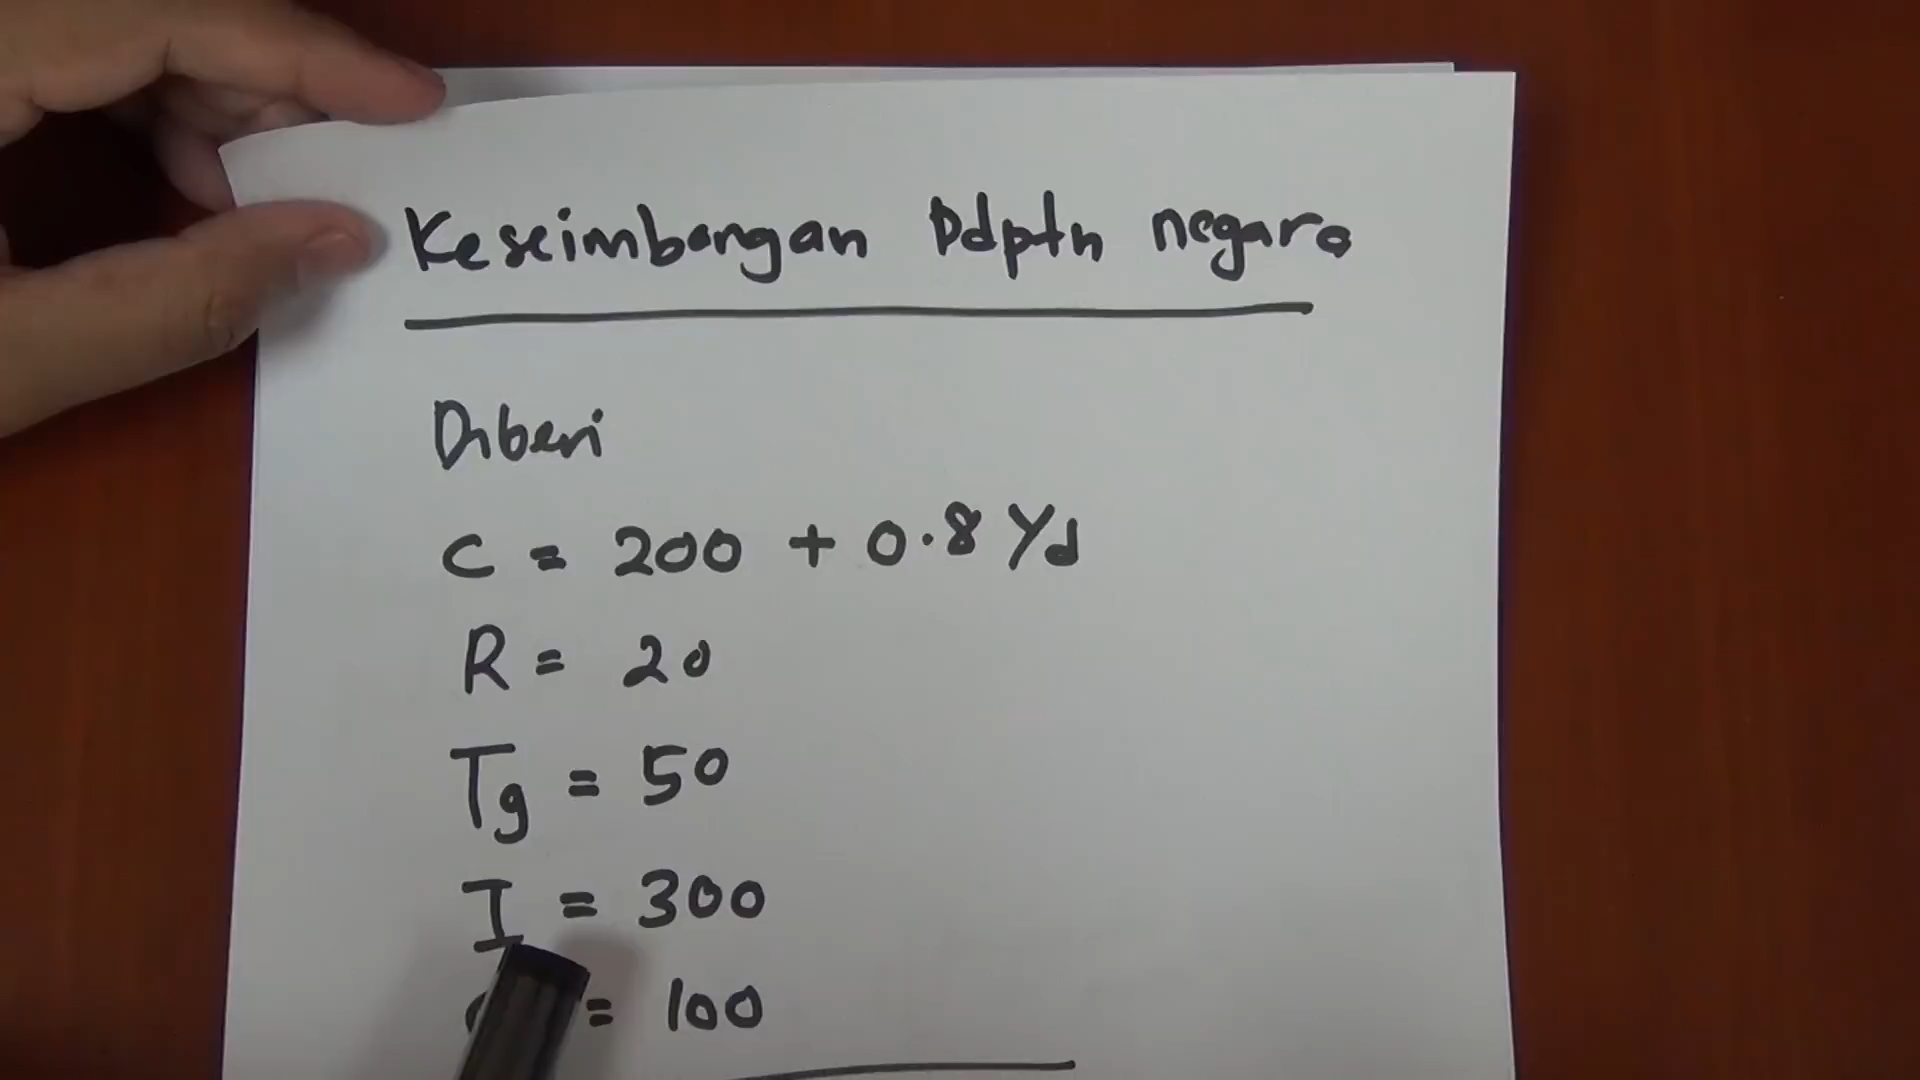 Keseimbangan Pdptn negara
Diberi
C = 200 + 0.8 Yd
R = 20
Tg = 50
I = 300
= 100